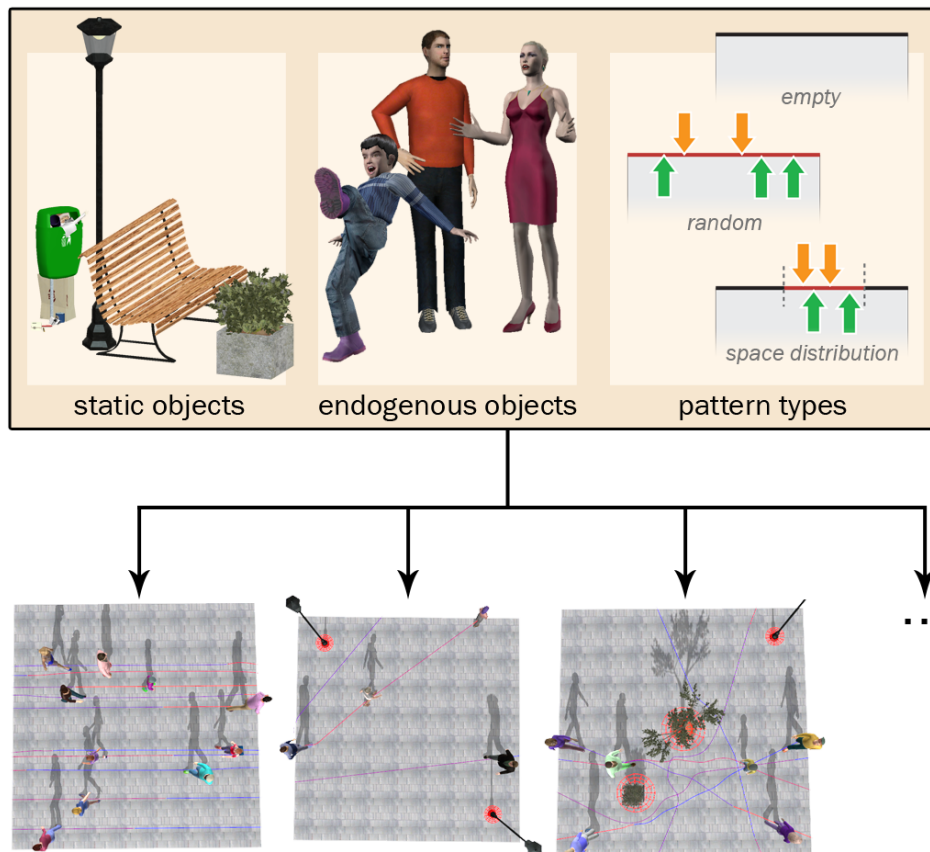 empty
random
space distribution
static objects
endogenous objects
pattern types
..